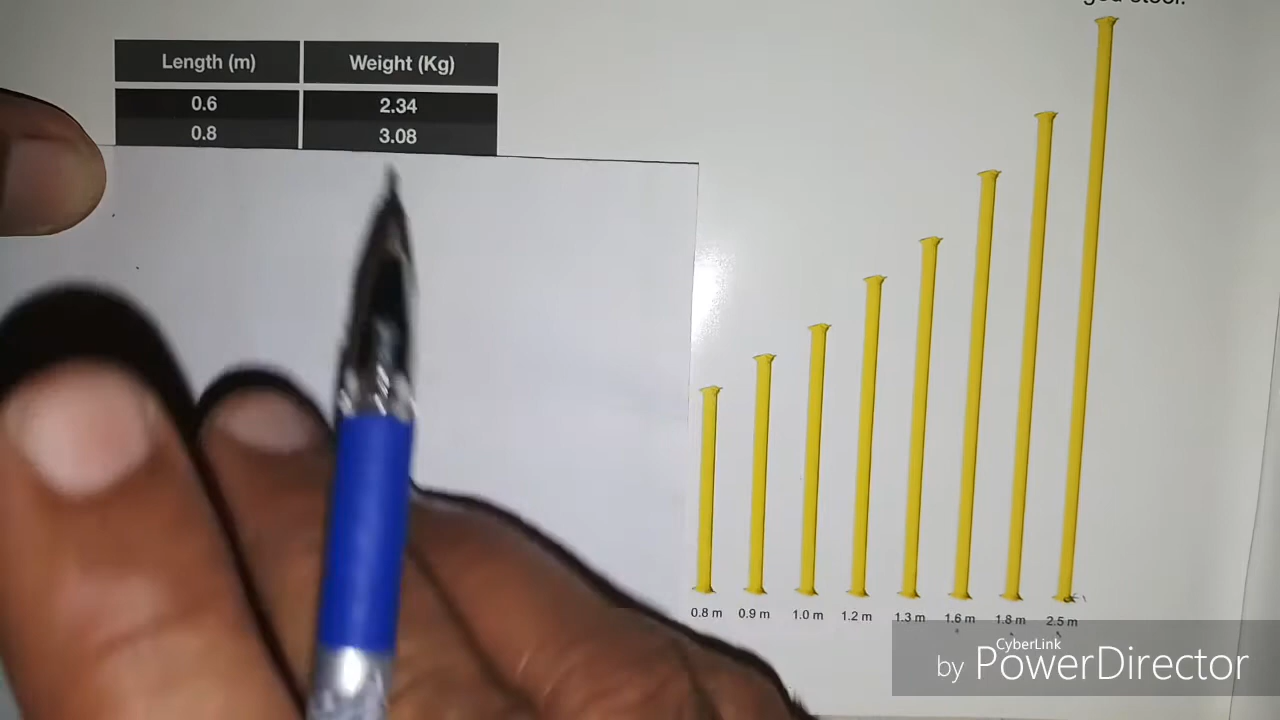 Length (m) Weight (Kg)
0.6 2.34
0.8 3.08
0.8 m 0.9 m 1.0 m 1.2 m 1.3 m 1.6 m 1.8 m 2.5 m
CyberLink
by PowerDirector